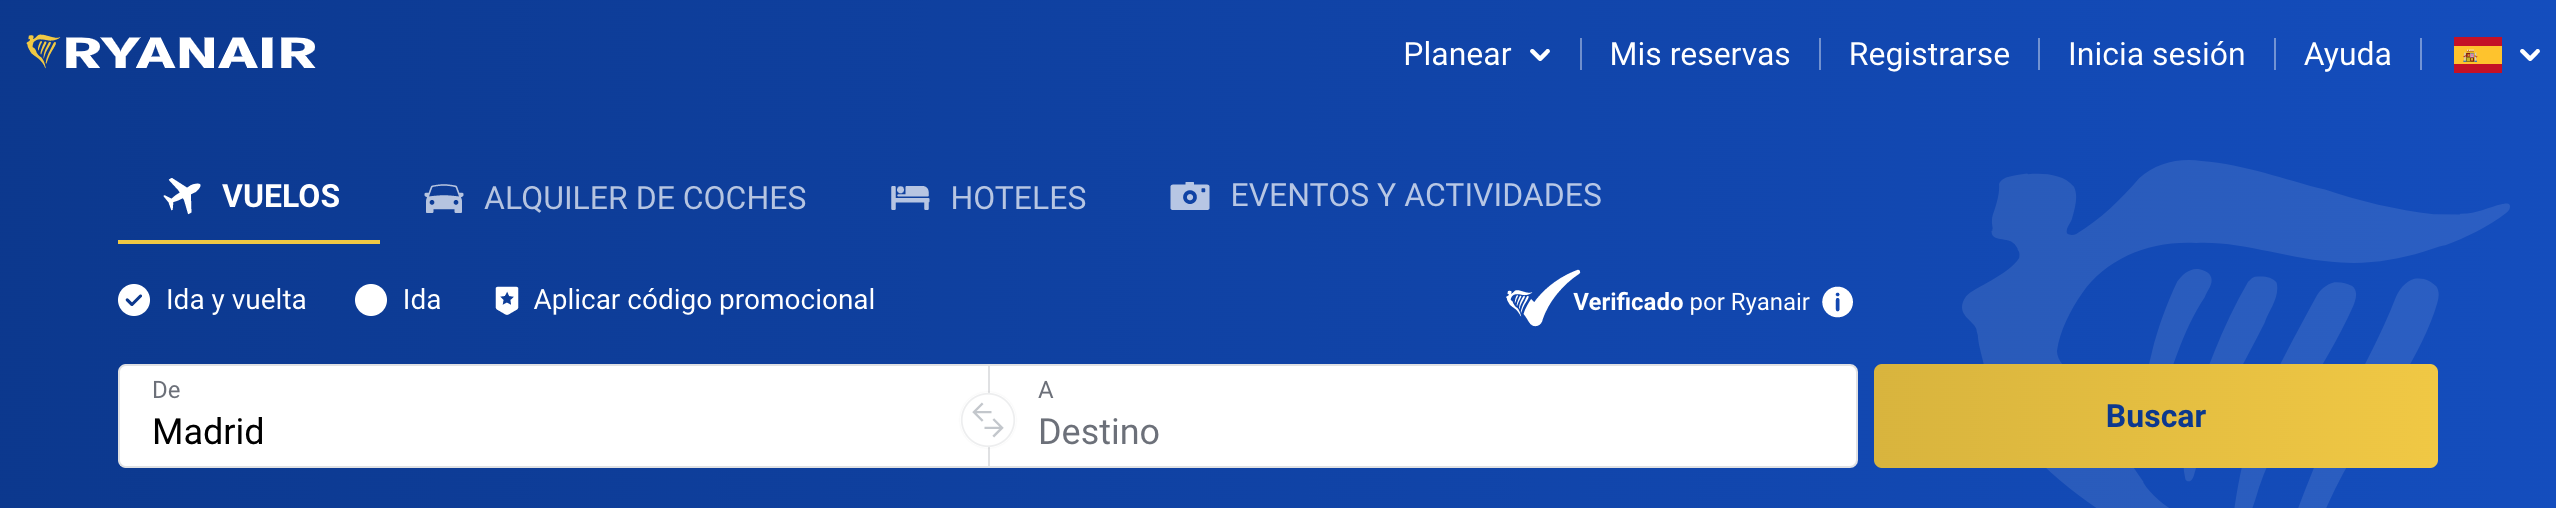 RYANAIR
Planear
Mis reservas
Registrarse
Inicia sesión
Ayuda
VUELOS
ALQUILER DE COCHES
HOTELES
EVENTOS Y ACTIVIDADES
Ida y vuelta
Ida
Aplicar código promocional
Verificado por Ryanair
De
Madrid
A
Destino
Buscar